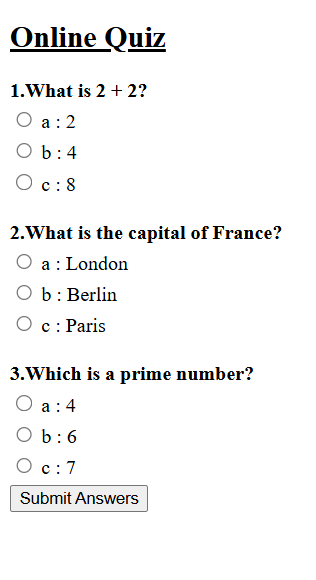 Online Quiz
1.What is 2 + 2?
a : 2
b : 4
c : 8
2.What is the capital of France?
a : London
b : Berlin
c : Paris
3.Which is a prime number?
a : 4
b : 6
c : 7
Submit Answers